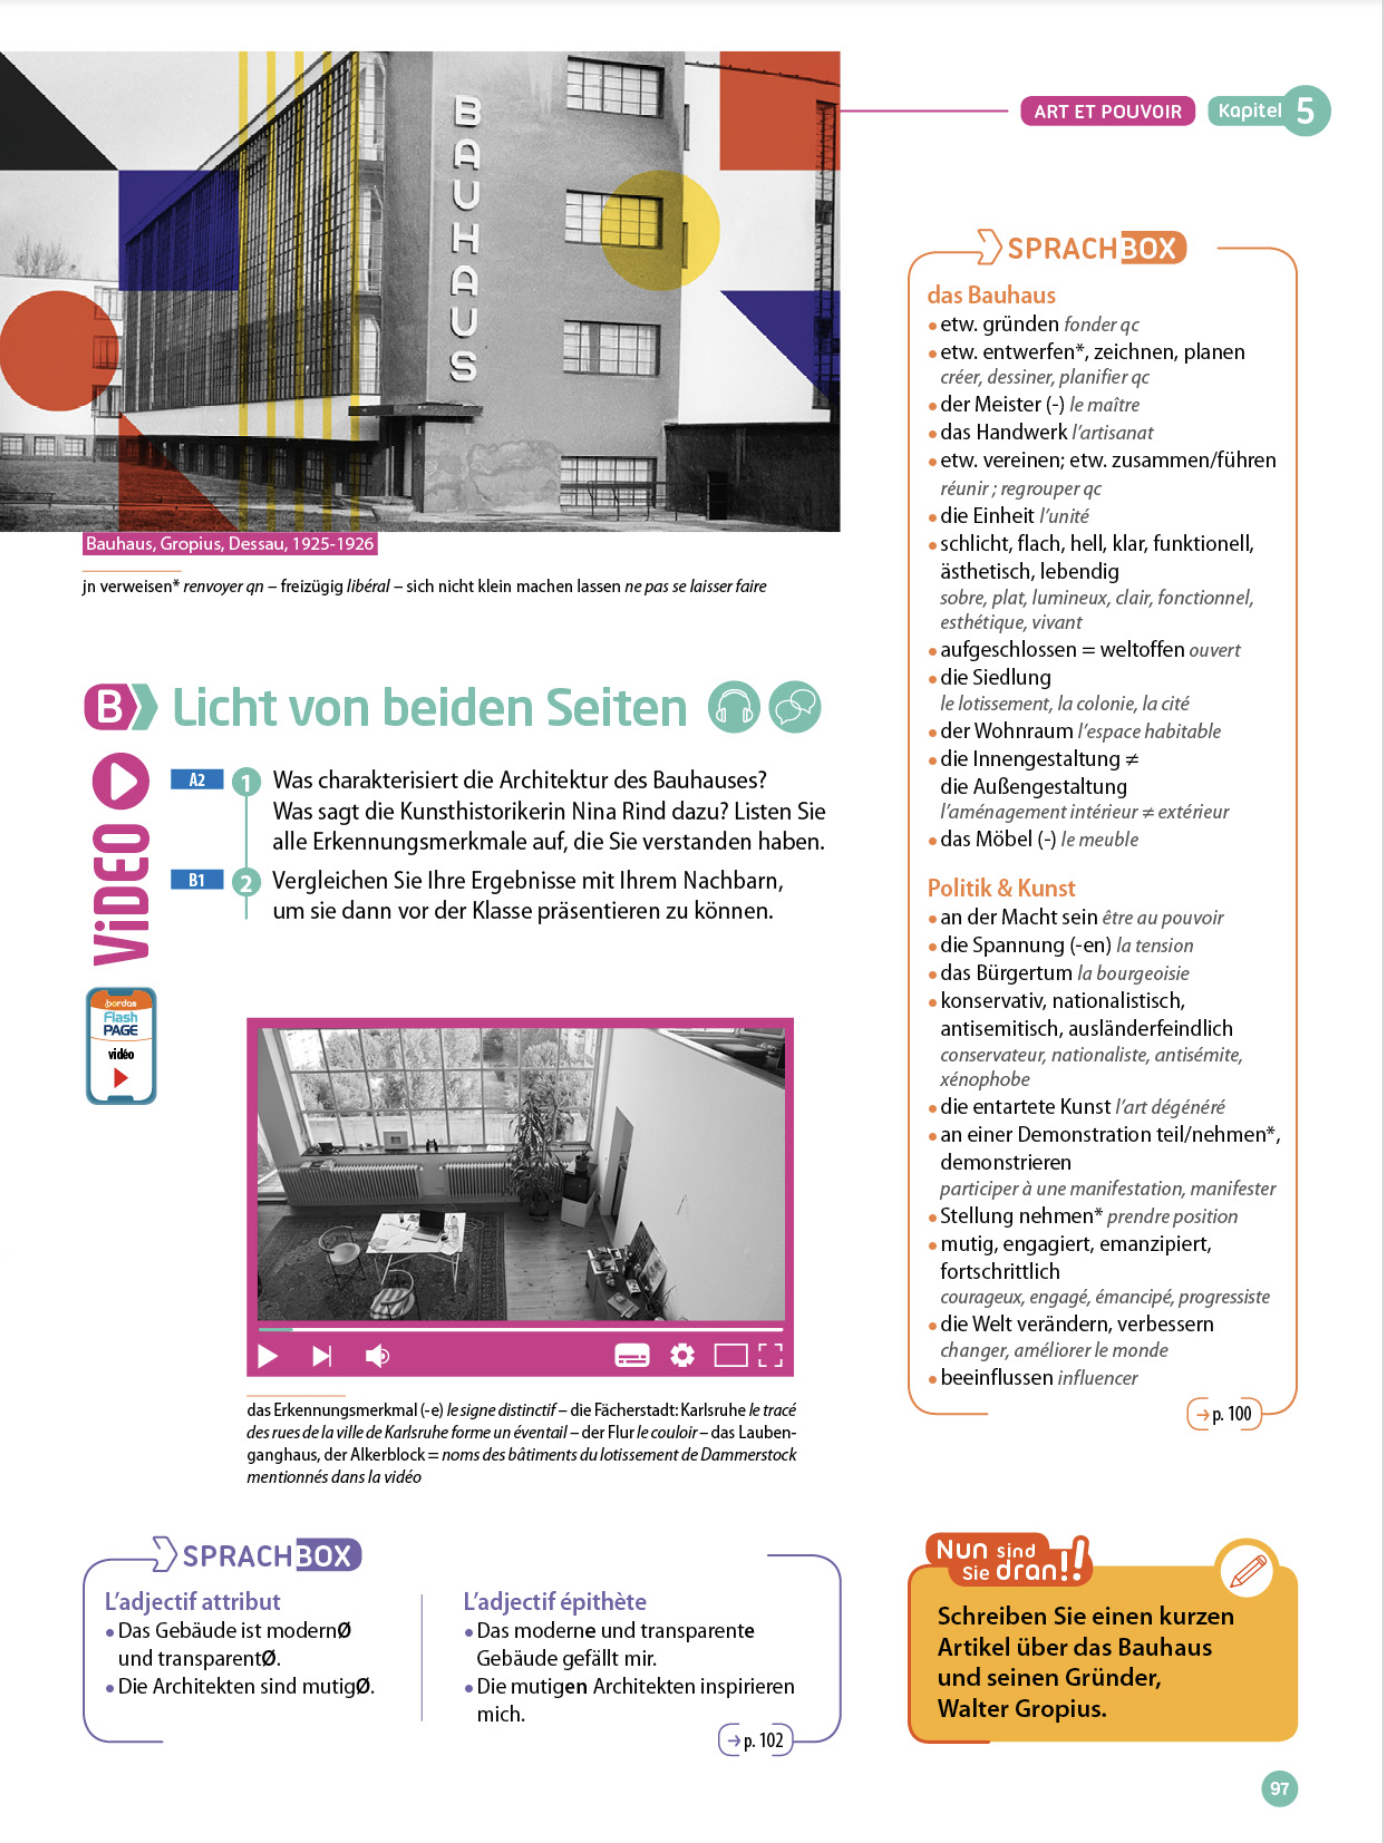 ART ET POUVOIR
Kapitel 5
BAUHAUS
Bauhaus, Gropius, Dessau, 1925-1926
jn verweisen* renvoyer qn – freizügig libéral – sich nicht klein machen lassen ne pas se laisser faire
B Licht von beiden Seiten
ViDEO
A2 1 Was charakterisiert die Architektur des Bauhauses?
Was sagt die Kunsthistorikerin Nina Rind dazu? Listen Sie
alle Erkennungsmerkmale auf, die Sie verstanden haben.
B1 2 Vergleichen Sie Ihre Ergebnisse mit Ihrem Nachbarn,
um sie dann vor der Klasse präsentieren zu können.
bordas
Flash
PAGE
vidéo
das Erkennungsmerkmal (-e) le signe distinctif – die Fächerstadt: Karlsruhe le tracé
des rues de la ville de Karlsruhe forme un éventail – der Flur le couloir – das Lauben-
ganghaus, der Alkerblock = noms des bâtiments du lotissement de Dammerstock
mentionnés dans la vidéo
SPRACHBOX
das Bauhaus
• etw. gründen fonder qc
• etw. entwerfen*, zeichnen, planen
créer, dessiner, planifier qc
• der Meister (-) le maître
• das Handwerk l'artisanat
• etw. vereinen; etw. zusammen/führen
réunir ; regrouper qc
• die Einheit l'unité
• schlicht, flach, hell, klar, funktionell,
ästhetisch, lebendig
sobre, plat, lumineux, clair, fonctionnel,
esthétique, vivant
• aufgeschlossen = weltoffen ouvert
• die Siedlung
le lotissement, la colonie, la cité
• der Wohnraum l'espace habitable
• die Innengestaltung ≠
die Außengestaltung
l'aménagement intérieur ≠ extérieur
• das Möbel (-) le meuble
Politik & Kunst
• an der Macht sein être au pouvoir
• die Spannung (-en) la tension
• das Bürgertum la bourgeoisie
• konservativ, nationalistisch,
antisemitisch, ausländerfeindlich
conservateur, nationaliste, antisémite,
xénophobe
• die entartete Kunst l'art dégénéré
• an einer Demonstration teil/nehmen*,
demonstrieren
participer à une manifestation, manifester
• Stellung nehmen* prendre position
• mutig, engagiert, emanzipiert,
fortschrittlich
courageux, engagé, émancipé, progressiste
• die Welt verändern, verbessern
changer, améliorer le monde
• beeinflussen influencer
→ p. 100
SPRACHBOX
L'adjectif attribut
• Das Gebäude ist modernØ
und transparentØ.
• Die Architekten sind mutigØ.
L'adjectif épithète
• Das moderne und transparente
Gebäude gefällt mir.
• Die mutigen Architekten inspirieren
mich.
→ p. 102
Nun sind
Sie dran!!
Schreiben Sie einen kurzen
Artikel über das Bauhaus
und seinen Gründer,
Walter Gropius.
97